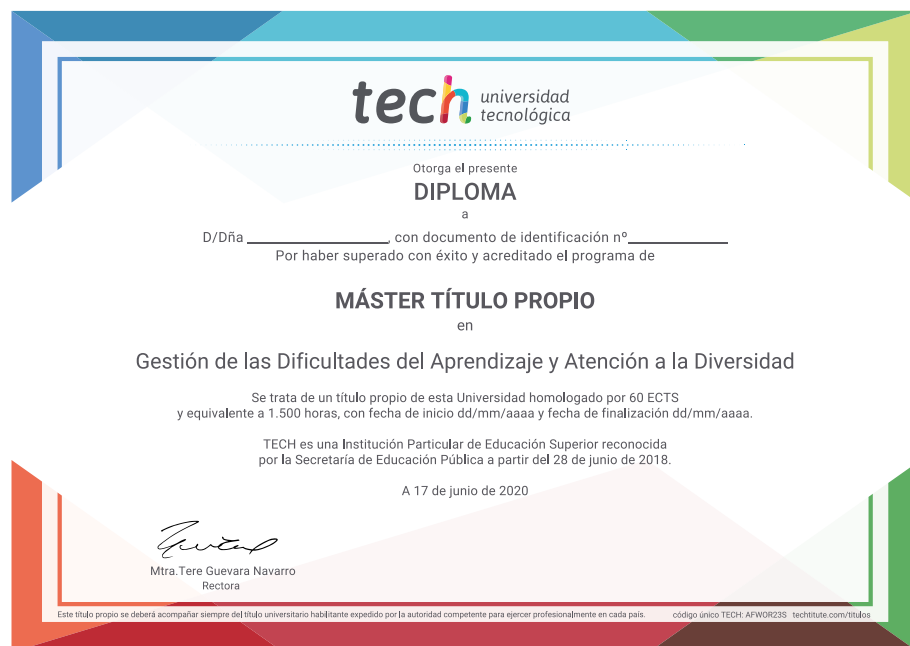 tech universidad
tecnológica
Otorga el presente
DIPLOMA
a
D/Dña ______________, con documento de identificación nº__________
Por haber superado con éxito y acreditado el programa de
MÁSTER TÍTULO PROPIO
en
Gestión de las Dificultades del Aprendizaje y Atención a la Diversidad
Se trata de un título propio de esta Universidad homologado por 60 ECTS
y equivalente a 1.500 horas, con fecha de inicio dd/mm/aaaa y fecha de finalización dd/mm/aaaa.
TECH es una Institución Particular de Educación Superior reconocida
por la Secretaría de Educación Pública a partir del 28 de junio de 2018.
A 17 de junio de 2020
Mtra.Tere Guevara Navarro
Rectora
Este título propio se deberá acompañar siempre del título universitario habilitante expedido por la autoridad competente para ejercer profesionalmente en cada país. código único TECH: AFWOR23S techtitute.com/titulos